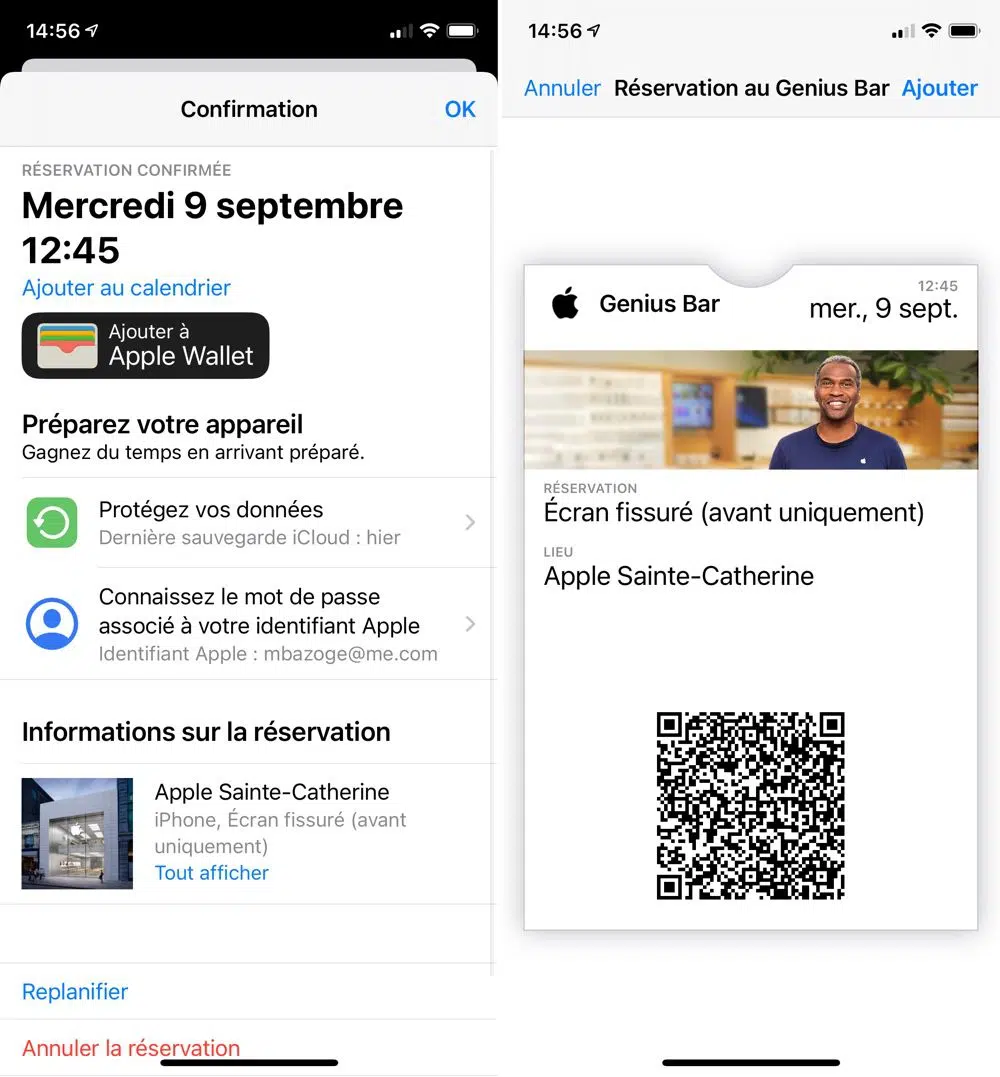 14:56
Confirmation
OK
RÉSERVATION CONFIRMÉE
Mercredi 9 septembre
12:45
Ajouter au calendrier
Ajouter à
Apple Wallet
Préparez votre appareil
Gagnez du temps en arrivant préparé.
Protégez vos données
Dernière sauvegarde iCloud : hier
Connaissez le mot de passe
associé à votre identifiant Apple
Identifiant Apple : mbazoge@me.com
Informations sur la réservation
Apple Sainte-Catherine
iPhone, Écran fissuré (avant
uniquement)
Tout afficher
Replanifier
Annuler la réservation
14:56
Annuler
Réservation au Genius Bar
Ajouter
Genius Bar
12:45
mer., 9 sept.
RÉSERVATION
Écran fissuré (avant uniquement)
LIEU
Apple Sainte-Catherine